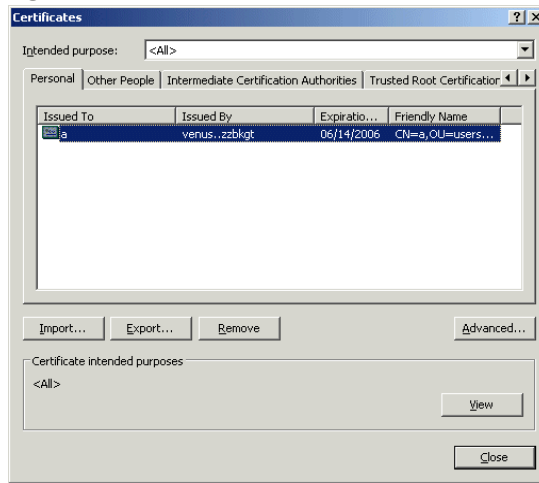 Certificates
Intended purpose: <All>
Personal Other People Intermediate Certification Authorities Trusted Root Certification
Issued To Issued By Expiratio... Friendly Name
a venus..zzbkgt 06/14/2006 CN=a,OU=users...
Import... Export... Remove Advanced...
Certificate intended purposes
<All>
View
Close